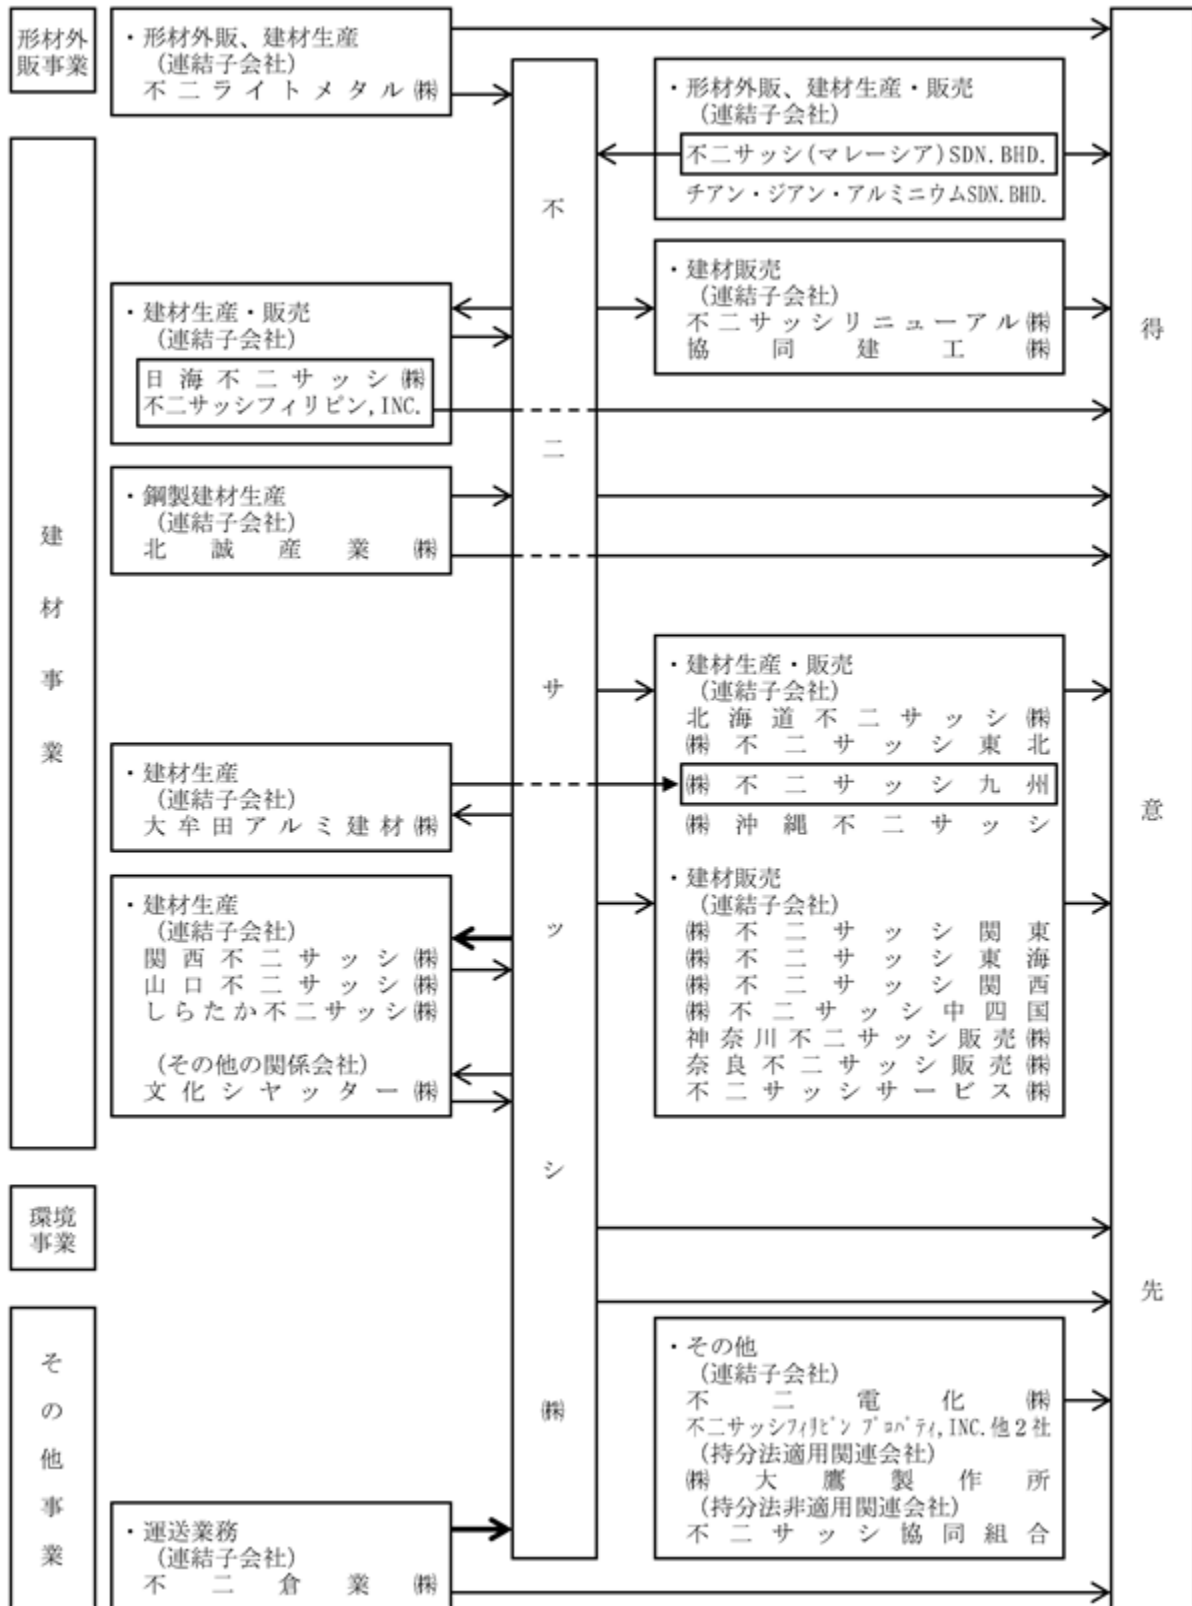 形材外
販事業
・形材外販、建材生産
(連結子会社)
不二ライトメタル㈱
・形材外販、建材生産・販売
(連結子会社)
不二サッシ(マレーシア)SDN.BHD.
チアン・ジアン・アルミニウムSDN.BHD.
建材事業
・建材生産・販売
(連結子会社)
日海不二サッシ㈱
不二サッシフィリピン,INC.
・建材販売
(連結子会社)
不二サッシリニューアル㈱
協同建工㈱
・鋼製建材生産
(連結子会社)
北誠産業㈱
・建材生産
(連結子会社)
大牟田アルミ建材㈱
・建材生産・販売
(連結子会社)
北海道不二サッシ㈱
㈱不二サッシ東北
㈱不二サッシ九州
㈱沖縄不二サッシ
・建材販売
(連結子会社)
㈱不二サッシ関東
㈱不二サッシ東海
㈱不二サッシ関西
㈱不二サッシ中四国
神奈川不二サッシ販売㈱
奈良不二サッシ販売㈱
不二サッシサービス㈱
・建材生産
(連結子会社)
関西不二サッシ㈱
山口不二サッシ㈱
しらたか不二サッシ㈱
(その他の関係会社)
文化シヤッター㈱
不二サッシ㈱
得意先
環境
事業
その他事業
・その他
(連結子会社)
不二電化㈱
不二サッシﾌｨﾘﾋﾟﾝ ﾌﾟﾛﾊﾟﾃｨ,INC.他2社
(持分法適用関連会社)
㈱大鷹製作所
(持分法非適用関連会社)
不二サッシ協同組合
・運送業務
(連結子会社)
不二倉業㈱